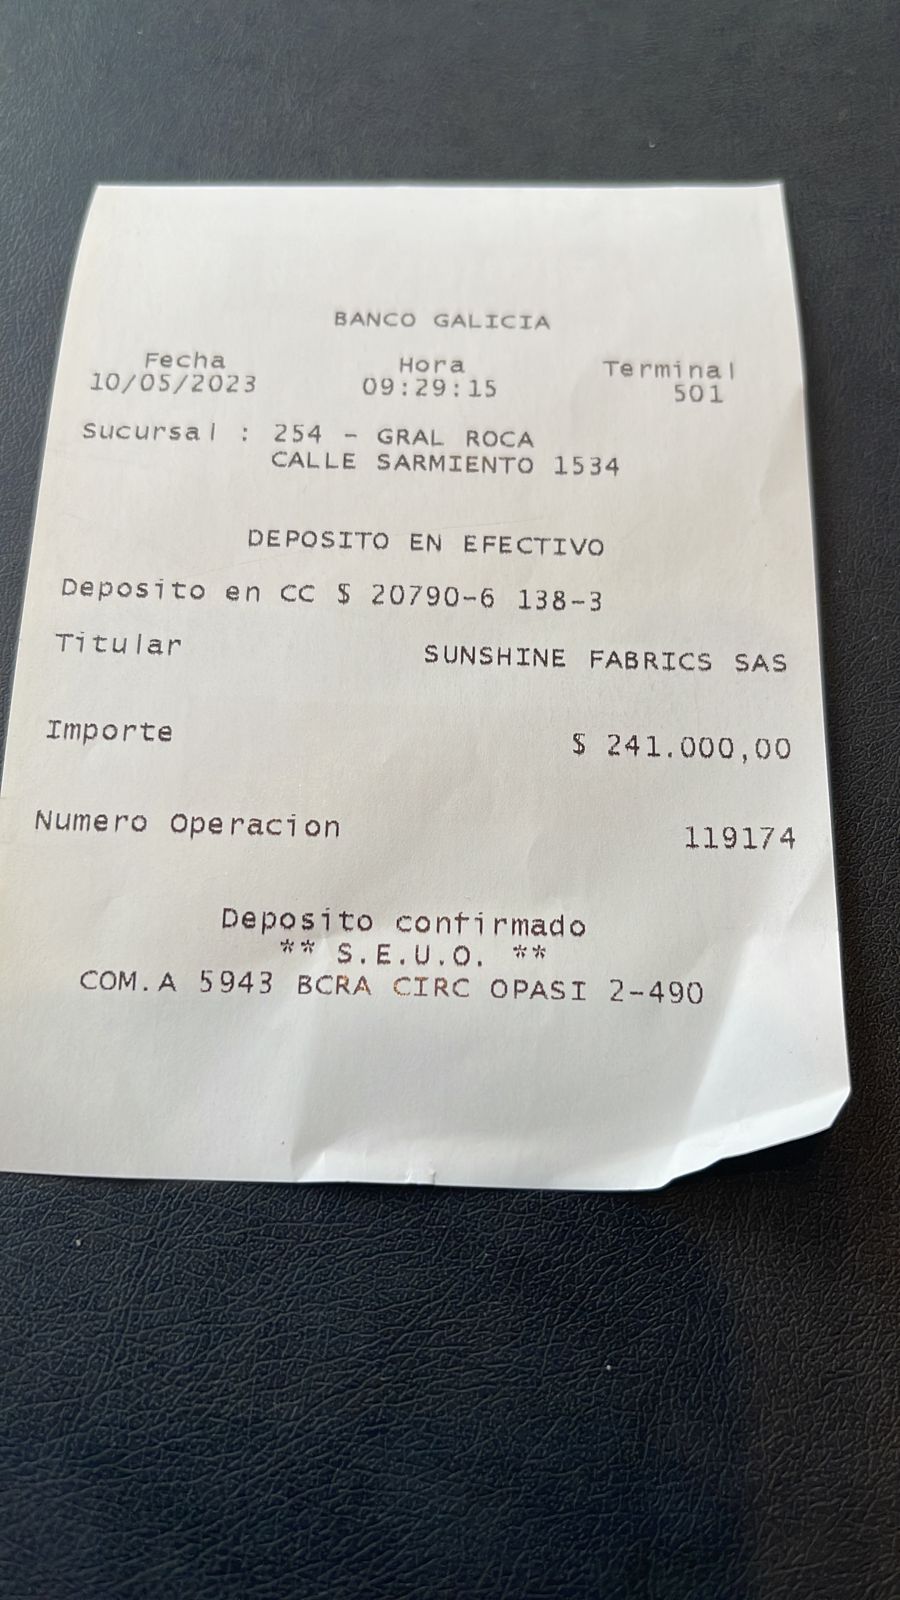 BANCO GALICIA
Fecha Hora Terminal
10/05/2023 09:29:15 501
Sucursal : 254 - GRAL ROCA
CALLE SARMIENTO 1534
DEPOSITO EN EFECTIVO
Deposito en CC $ 20790-6 138-3
Titular SUNSHINE FABRICS SAS
Importe $ 241.000,00
Numero Operacion 119174
Deposito confirmado
** S.E.U.O. **
COM.A 5943 BCRA CIRC OPASI 2-490